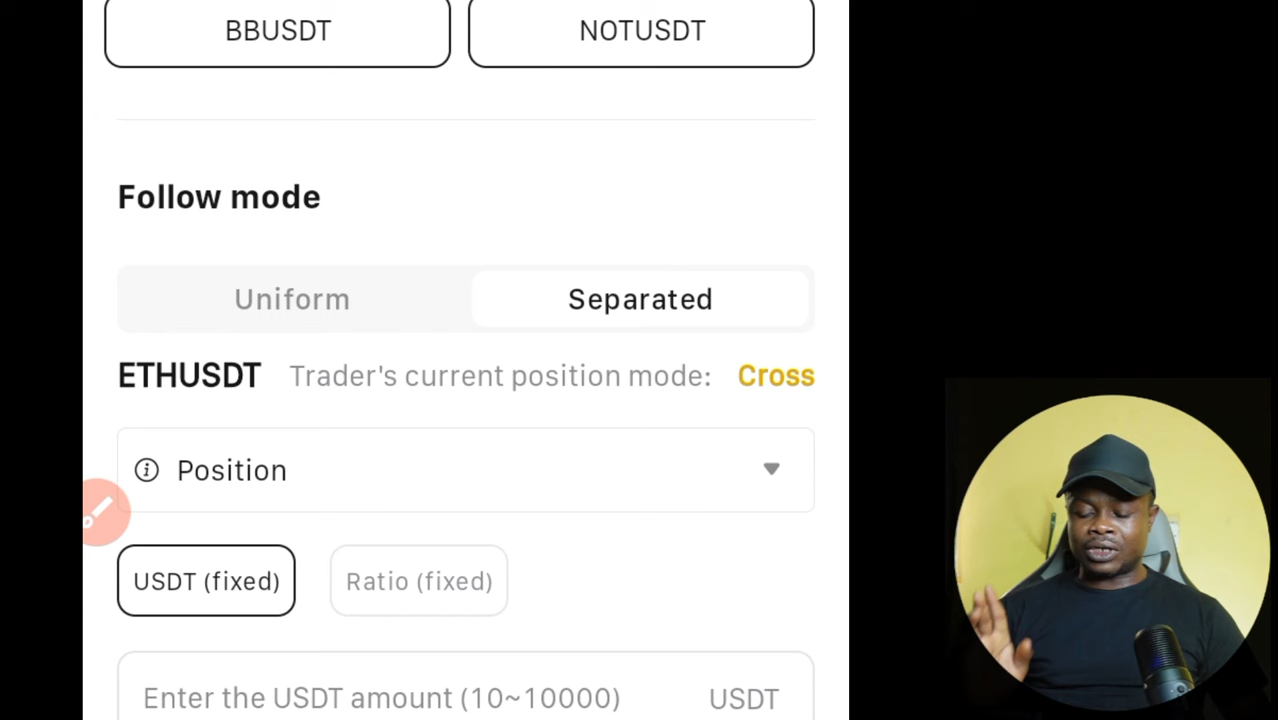 BBUSDT NOTUSDT
Follow mode
Uniform Separated
ETHUSDT Trader's current position mode: Cross
Position
USDT (fixed) Ratio (fixed)
Enter the USDT amount (10~10000) USDT